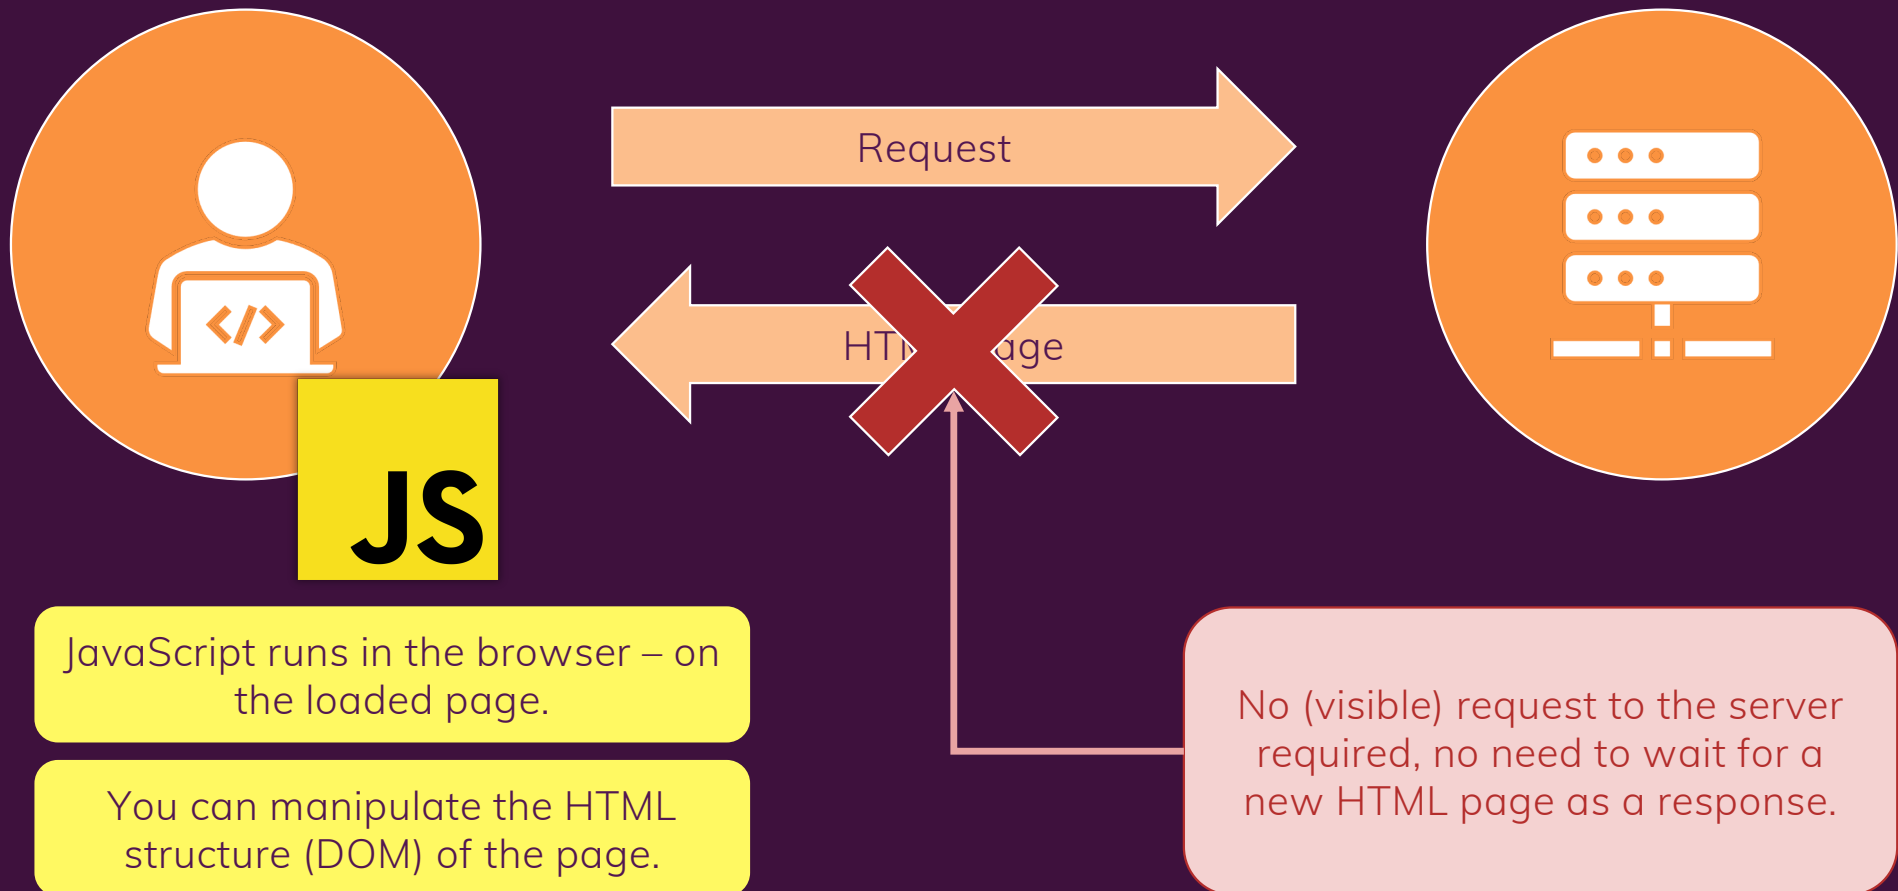 Request
HTML Page
JS
JavaScript runs in the browser – on
the loaded page.
You can manipulate the HTML
structure (DOM) of the page.
No (visible) request to the server
required, no need to wait for a
new HTML page as a response.